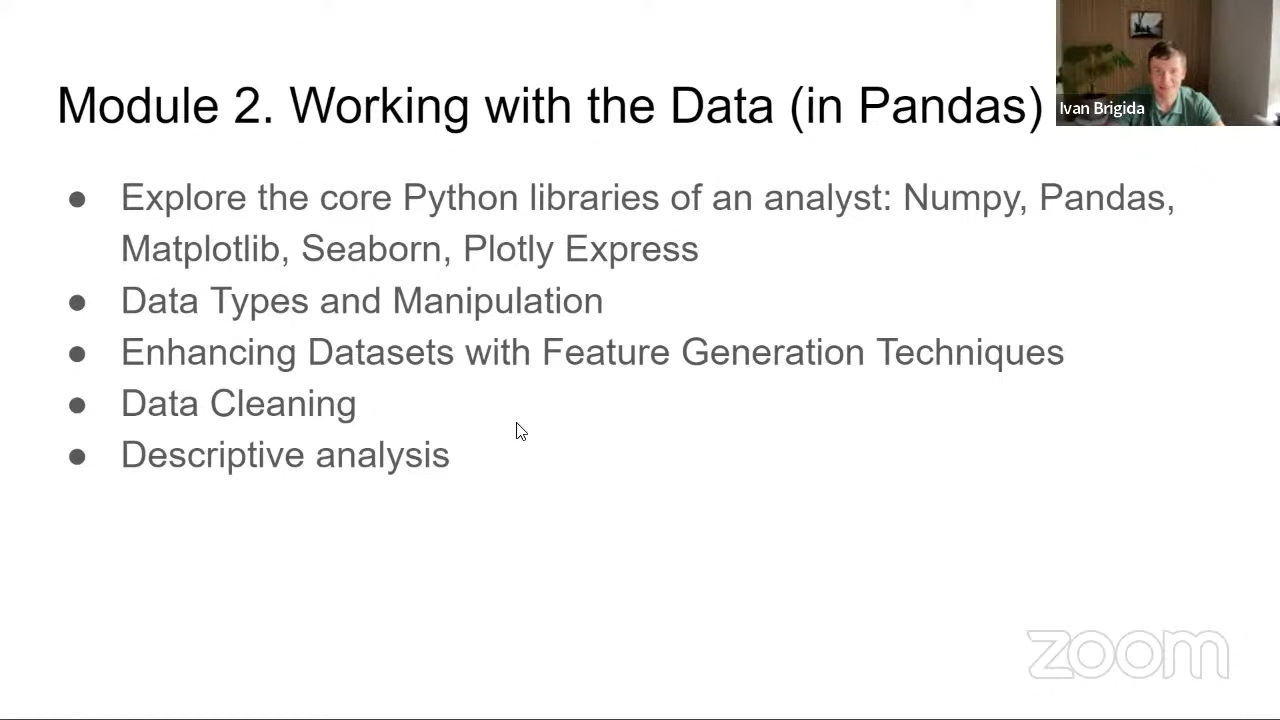 Module 2. Working with the Data (in Pandas)
Ivan Brigida
● Explore the core Python libraries of an analyst: Numpy, Pandas,
Matplotlib, Seaborn, Plotly Express
● Data Types and Manipulation
● Enhancing Datasets with Feature Generation Techniques
● Data Cleaning
● Descriptive analysis
zoom